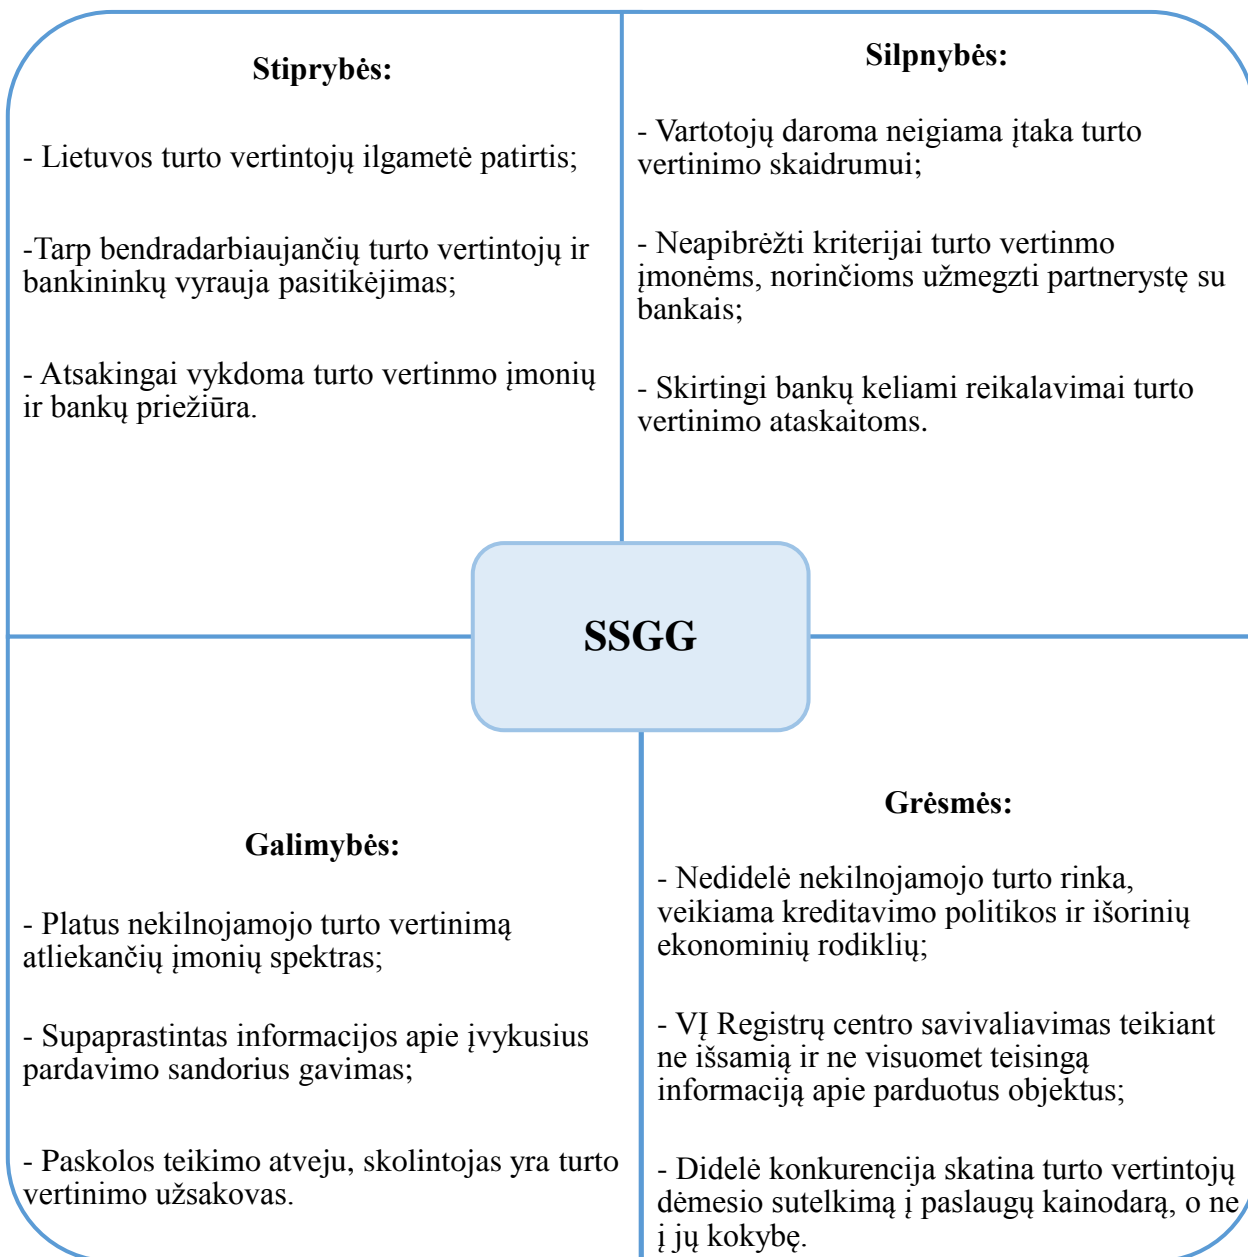 Stiprybės:
- Lietuvos turto vertintojų ilgametė patirtis;
-Tarp bendradarbiaujančių turto vertintojų ir
bankininkų vyrauja pasitikėjimas;
- Atsakingai vykdoma turto vertinmo įmonių
ir bankų priežiūra.
Silpnybės:
- Vartotojų daroma neigiama įtaka turto
vertinimo skaidrumui;
- Neapibrėžti kriterijai turto vertinmo
įmonėms, norinčioms užmegzti partnerystę su
bankais;
- Skirtingi bankų keliami reikalavimai turto
vertinimo ataskaitoms.
SSGG
Galimybės:
- Platus nekilnojamojo turto vertinimą
atliekančių įmonių spektras;
- Supaprastintas informacijos apie įvykusius
pardavimo sandorius gavimas;
- Paskolos teikimo atveju, skolintojas yra turto
vertinimo užsakovas.
Grėsmės:
- Nedidelė nekilnojamojo turto rinka,
veikiama kreditavimo politikos ir išorinių
ekonominių rodiklių;
- VĮ Registrų centro savivaliavimas teikiant
ne išsamią ir ne visuomet teisingą
informaciją apie parduotus objektus;
- Didelė konkurencija skatina turto vertintojų
dėmesio sutelkimą į paslaugų kainodarą, o ne
į jų kokybę.